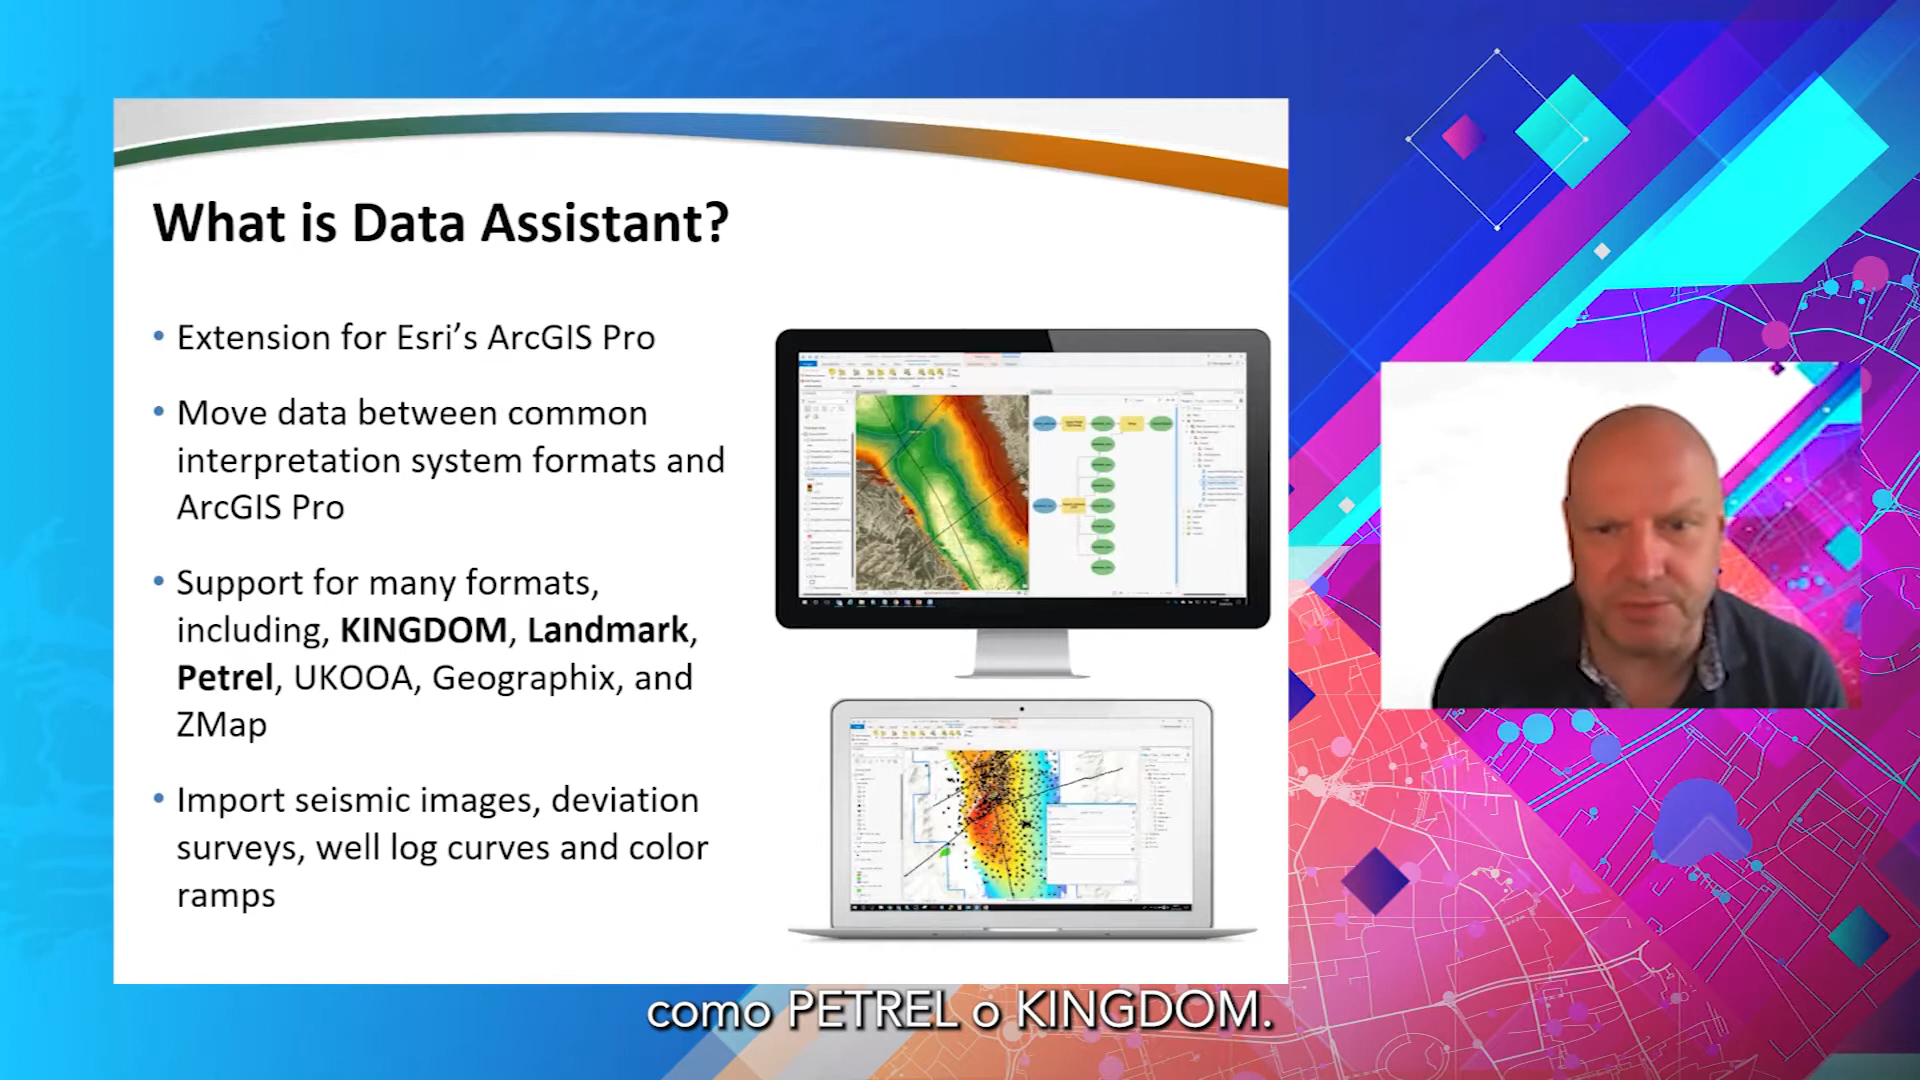 What is Data Assistant?
• Extension for Esri’s ArcGIS Pro
• Move data between common
interpretation system formats and
ArcGIS Pro
• Support for many formats,
including, KINGDOM, Landmark,
Petrel, UKOOA, Geographix, and
ZMap
• Import seismic images, deviation
surveys, well log curves and color
ramps
como PETREL o KINGDOM.